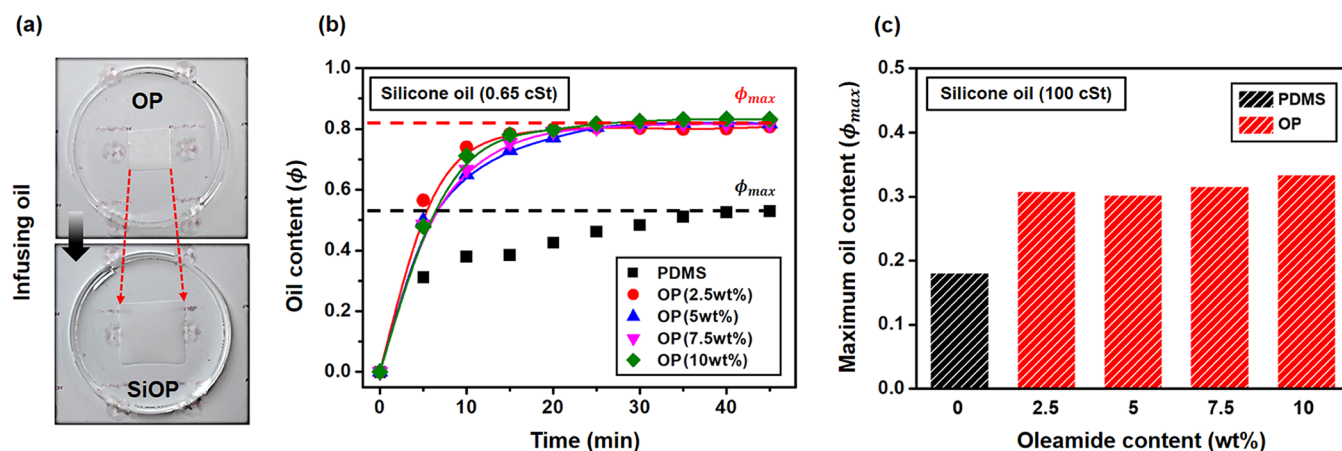 (a)
OP
Infusing oil
SiOP
(b)
Silicone oil (0.65 cSt)
ϕmax
ϕmax
Oil content (ϕ)
1.0
0.8
0.6
0.4
0.2
0.0
PDMS
OP (2.5wt%)
OP (5wt%)
OP (7.5wt%)
OP (10wt%)
0 10 20 30 40
Time (min)
(c)
Silicone oil (100 cSt)
PDMS
OP
Maximum oil content (ϕmax)
0.5
0.4
0.3
0.2
0.1
0.0
0 2.5 5 7.5 10
Oleamide content (wt%)